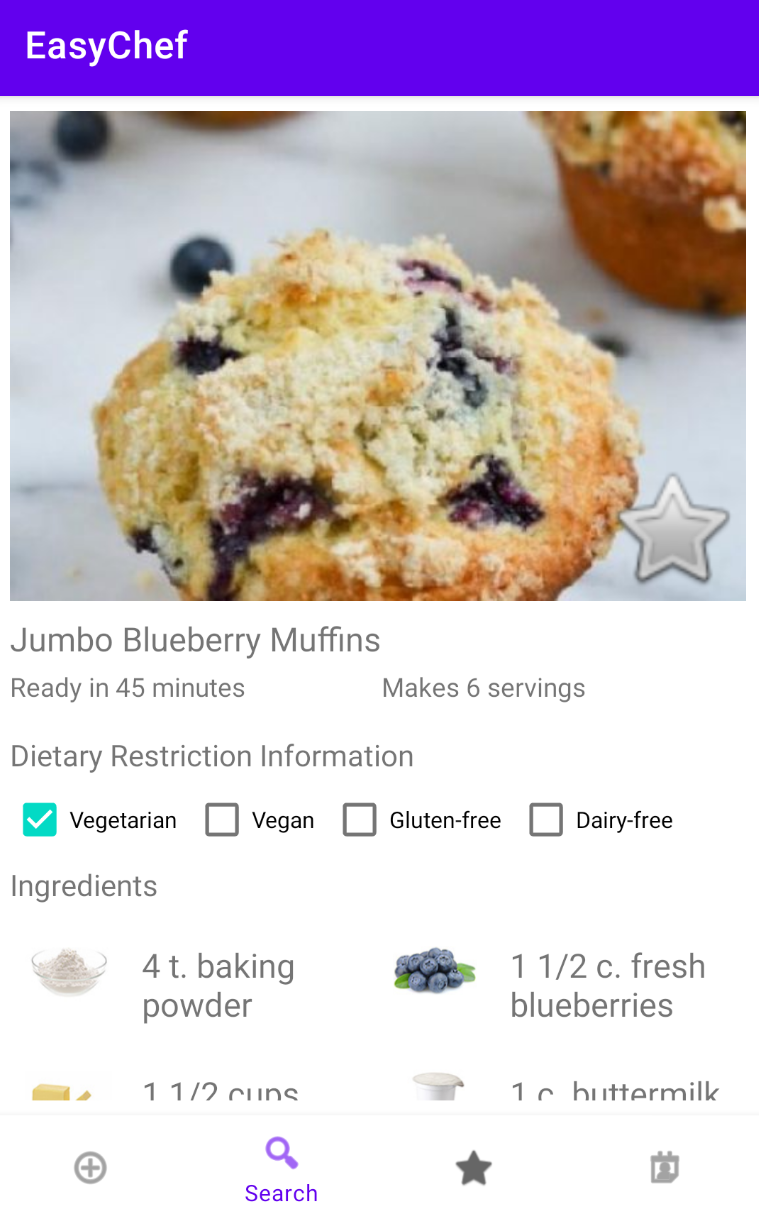 EasyChef
Jumbo Blueberry Muffins
Ready in 45 minutes
Makes 6 servings
Dietary Restriction Information
Vegetarian
Vegan
Gluten-free
Dairy-free
Ingredients
4 t. baking
powder
1 1/2 c. fresh
blueberries
1 1/2 cups
1 c. buttermilk
Search